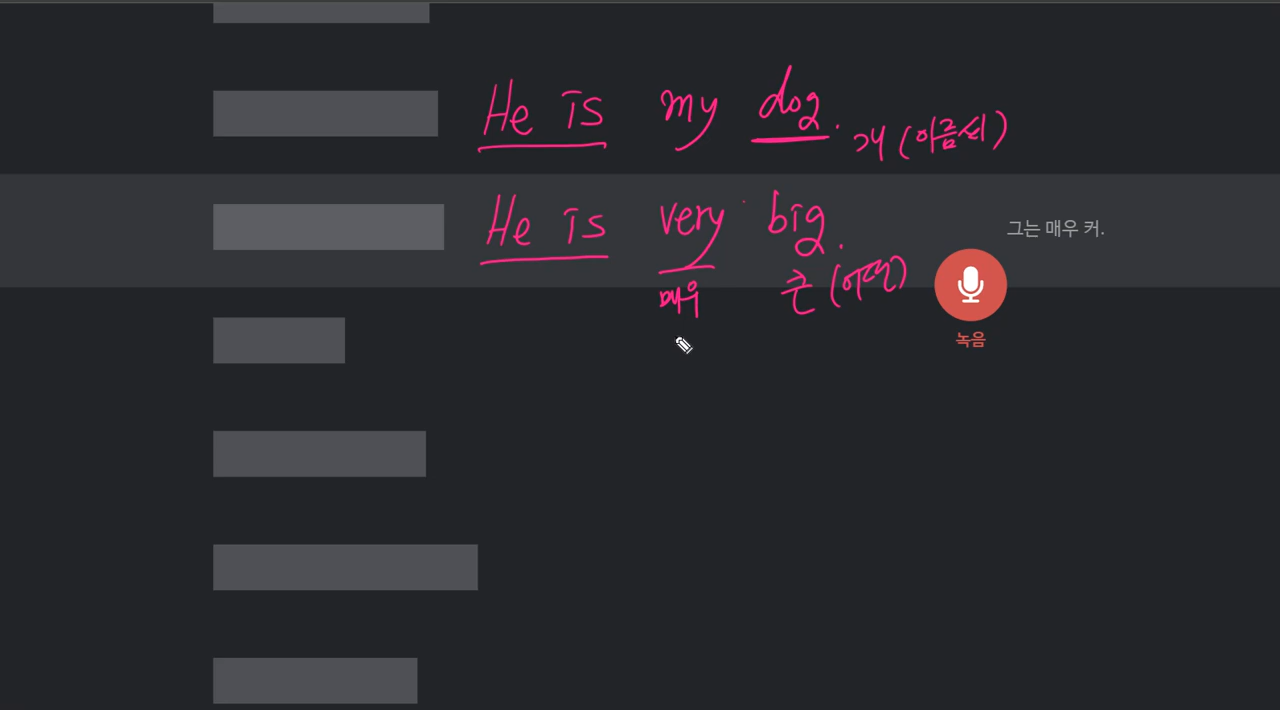 He is my dog. 개 (이름씨)
He is very big. 그는 매우 커.
매우 큰 (어떤)
녹음